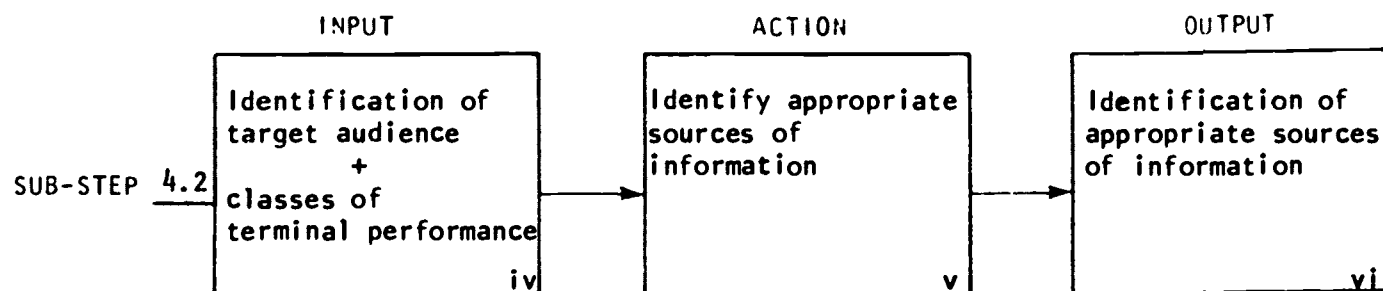 INPUT
ACTION
OUTPUT
SUB-STEP 4.2
Identification of
target audience
+
classes of
terminal performance
iv
Identify appropriate
sources of
information
v
Identification of
appropriate sources
of information
vi